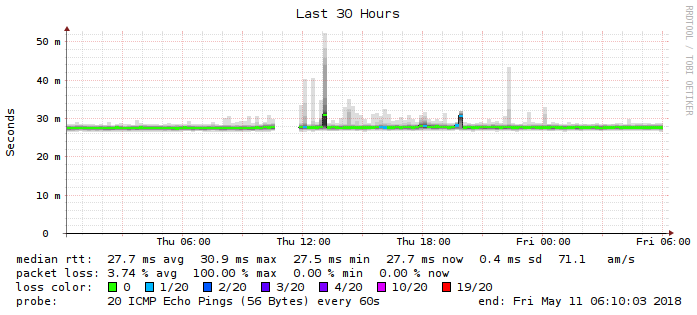 Last 30 Hours
RRDTOOL / TOBI OETIKER
Seconds
50 m
40 m
30 m
20 m
10 m
0
Thu 06:00 Thu 12:00 Thu 18:00 Fri 00:00 Fri 06:00
median rtt: 27.7 ms avg 30.9 ms max 27.5 ms min 27.7 ms now 0.4 ms sd 71.1 am/s
packet loss: 3.74 % avg 100.00 % max 0.00 % min 0.00 % now
loss color: 0 1/20 2/20 3/20 4/20 10/20 19/20
probe: 20 ICMP Echo Pings (56 Bytes) every 60s end: Fri May 11 06:10:03 2018